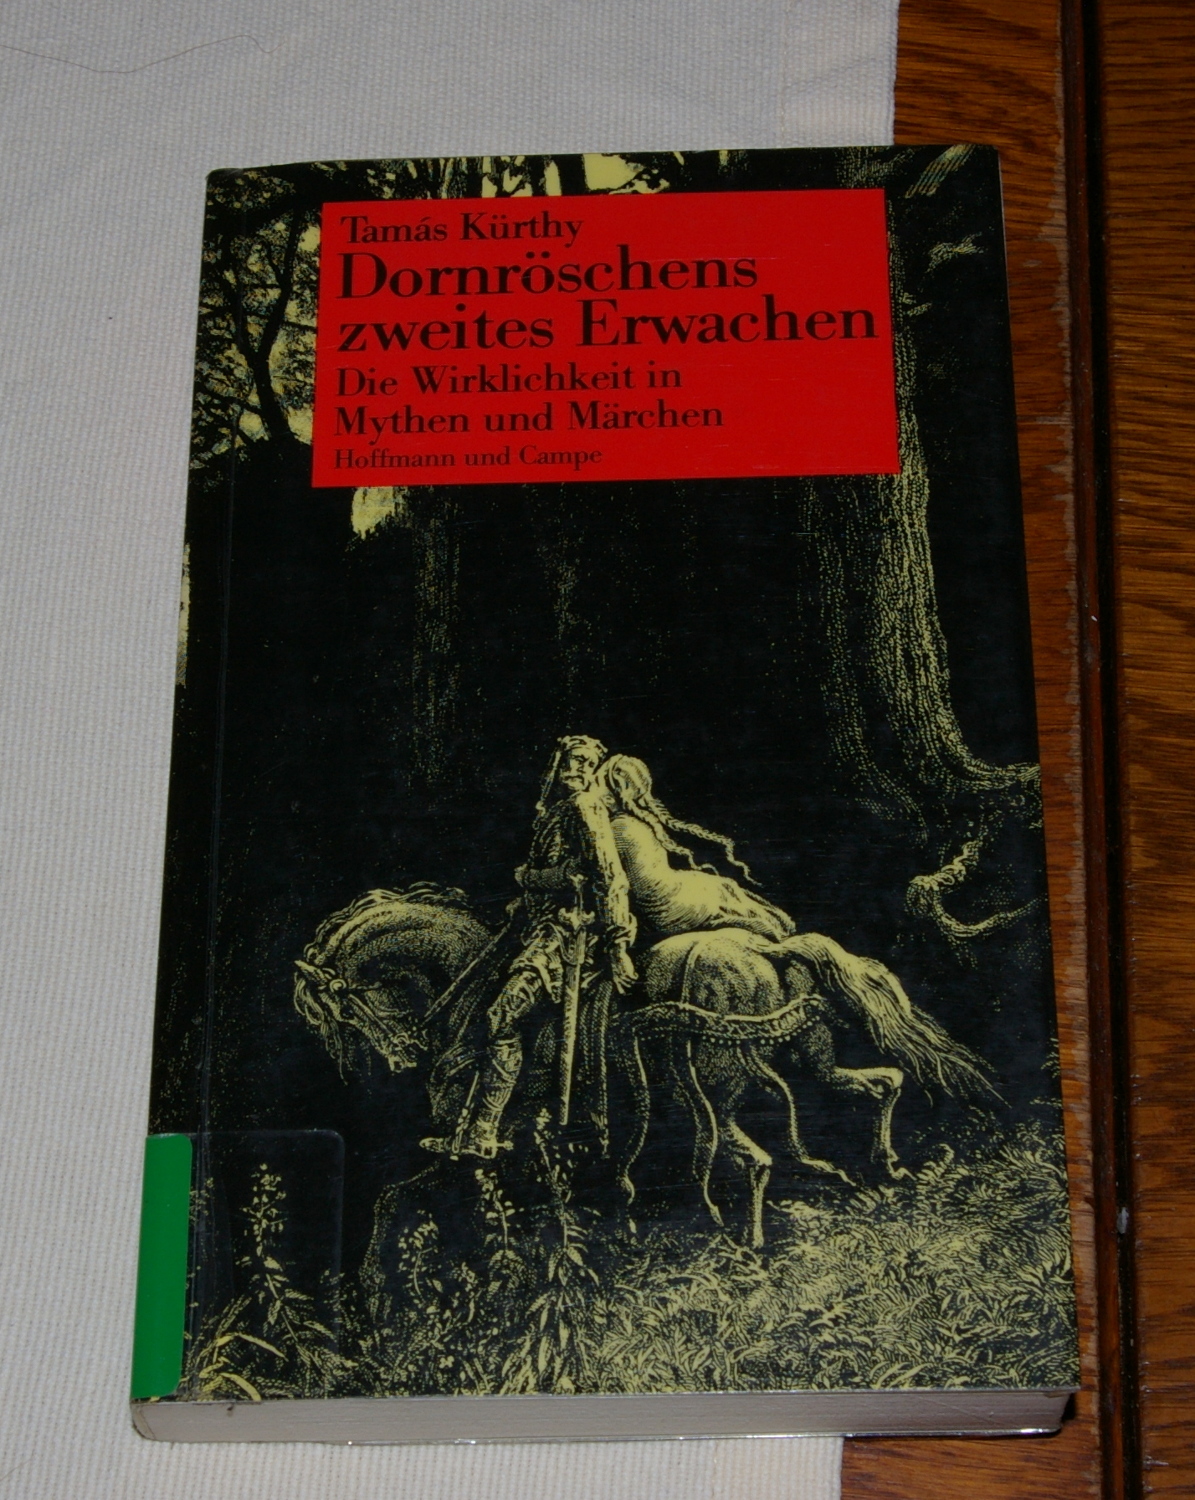 Tamás Kürthy
Dornröschens
zweites Erwachen
Die Wirklichkeit in
Mythen und Märchen
Hoffmann und Campe